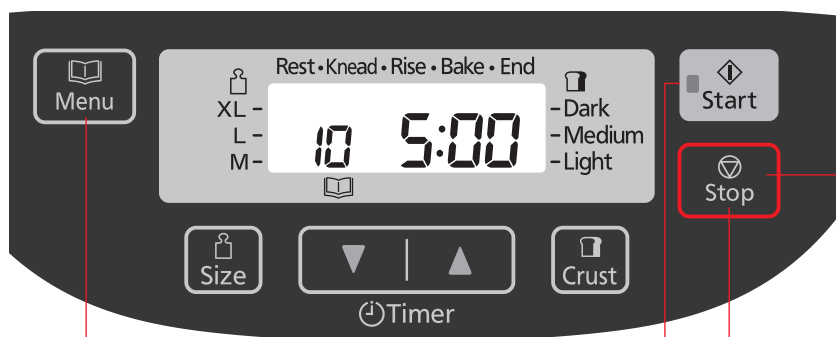 Menu
Rest•Knead•Rise•Bake•End
XL -
L -
M -
10 5:00
-Dark
-Medium
-Light
Start
Stop
Size
Timer
Crust